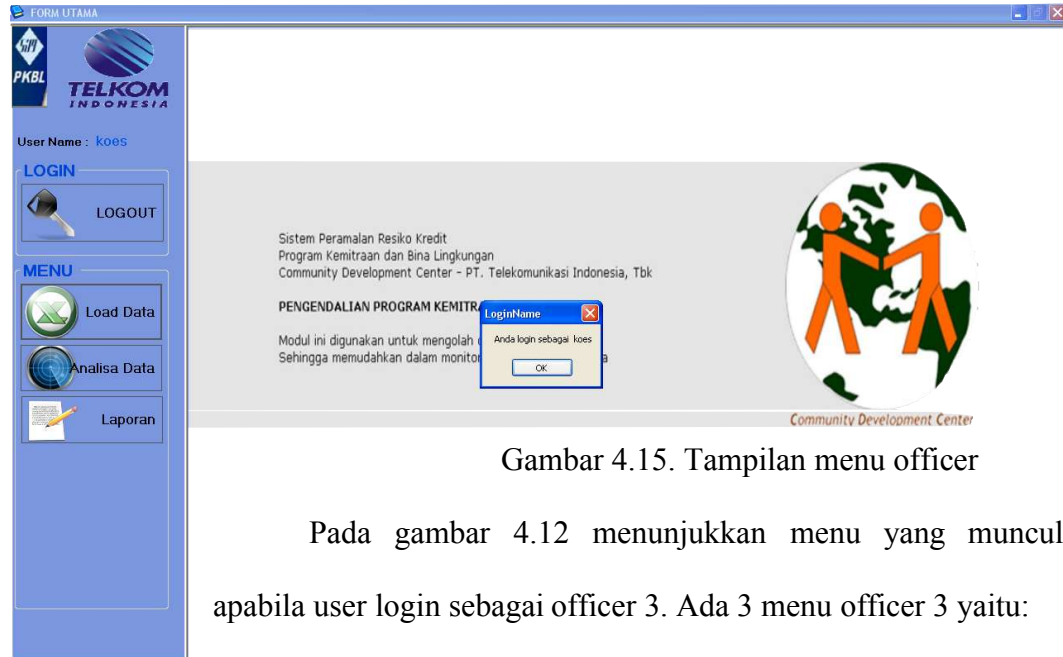 FORM UTAMA
PKBL
TELKOM
INDONESIA
User Name : koes
LOGIN
LOGOUT
MENU
Load Data
Analisa Data
Laporan
Sistem Peramalan Resiko Kredit
Program Kemitraan dan Bina Lingkungan
Community Development Center - PT. Telekomunikasi Indonesia, Tbk
PENGENDALIAN PROGRAM
Modul ini digunakan untuk mengolah
Sehingga memudahkan dalam
LoginName
Anda login sebagai koes
OK
Community Development Center
Gambar 4.15. Tampilan menu officer
Pada gambar 4.12 menunjukkan menu yang muncul
apabila user login sebagai officer 3. Ada 3 menu officer 3 yaitu: